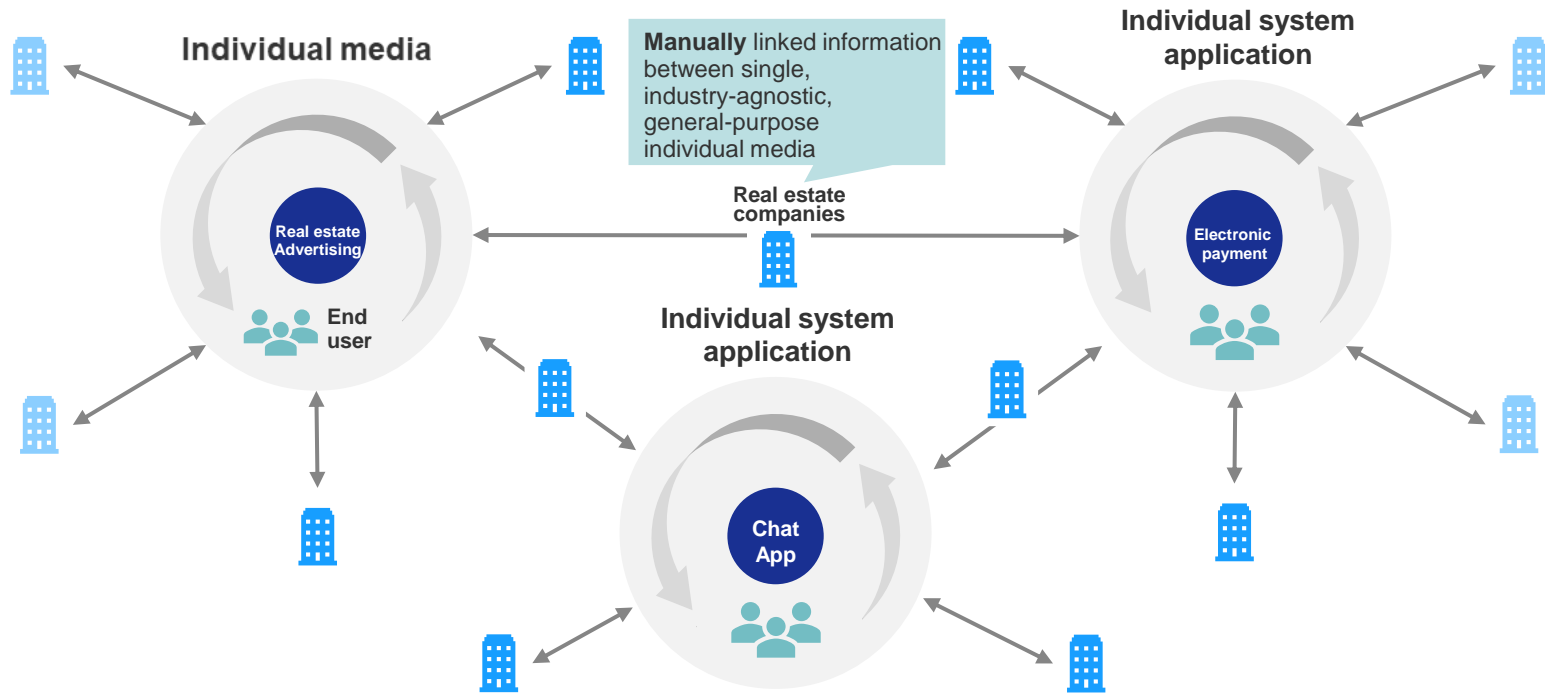 Individual media
Manually linked information
between single,
industry-agnostic,
general-purpose
individual media
Individual system
application
Real estate
Advertising
End
user
Real estate
companies
Electronic
payment
Individual system
application
Chat
App